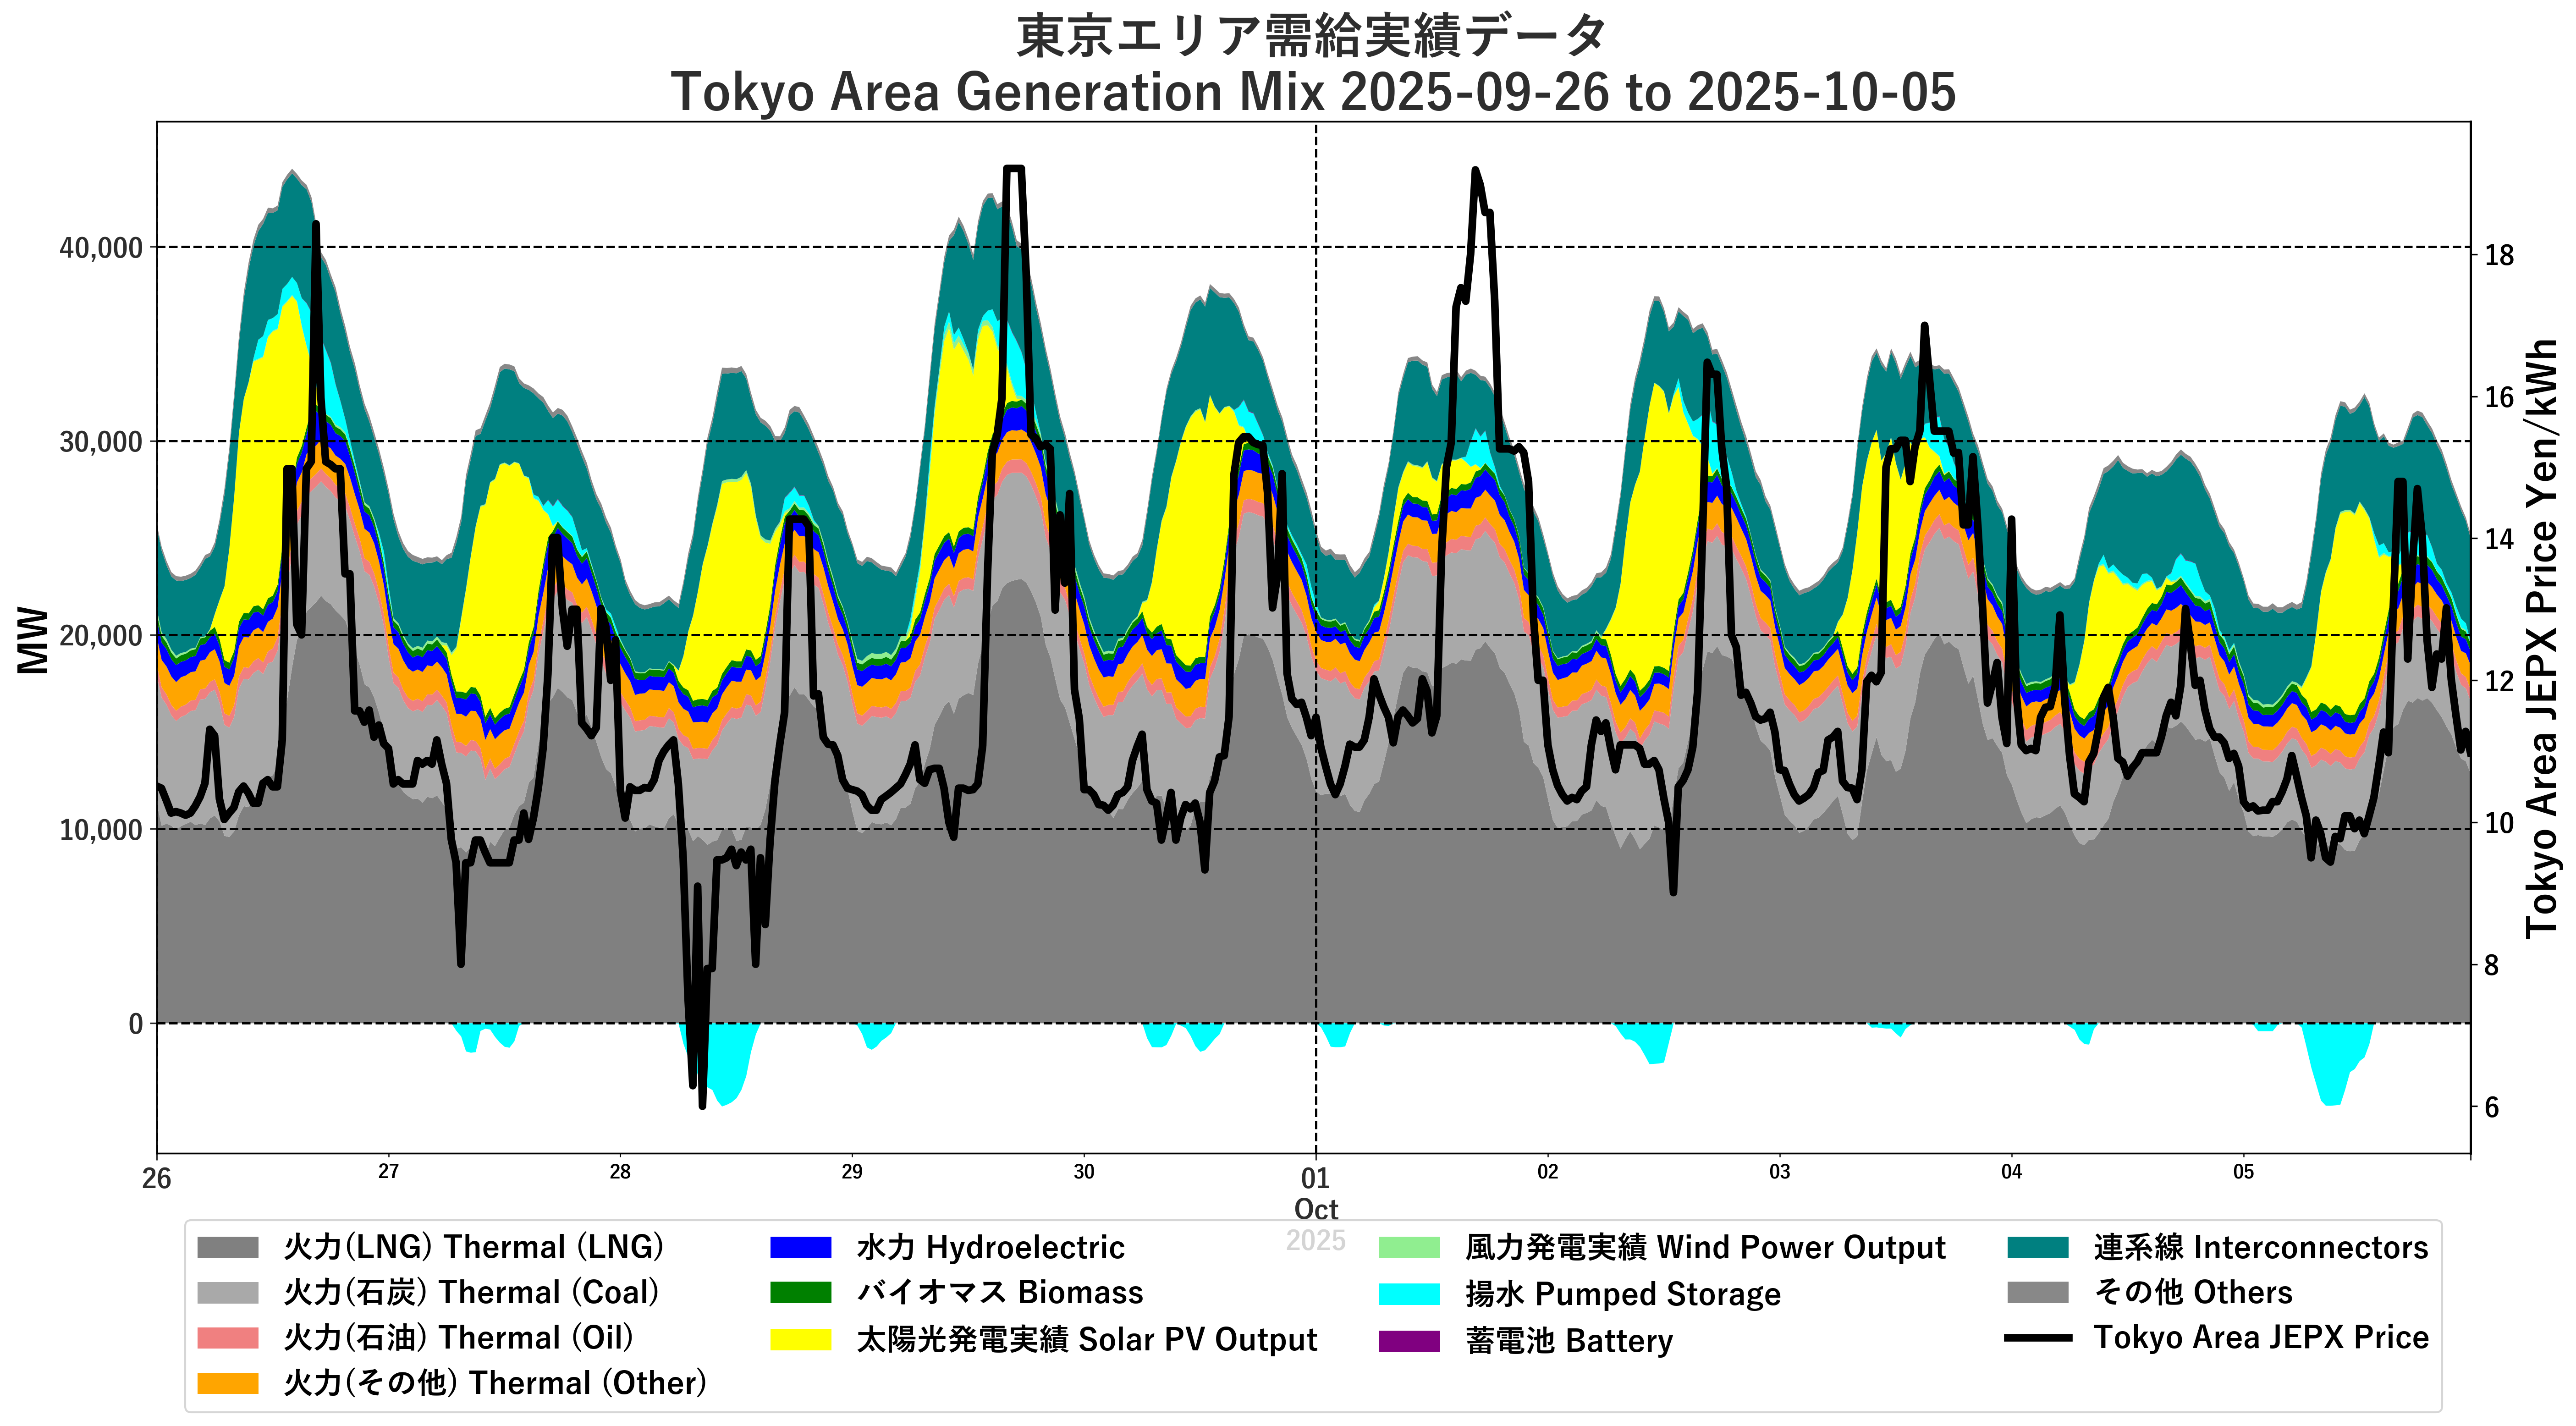 東京エリア需給実績データ
Tokyo Area Generation Mix 2025-09-26 to 2025-10-05
MW
40,000
30,000
20,000
10,000
0
18
16
14
12
10
8
6
Tokyo Area JEPX Price Yen/kWh
26
27
28
29
30
01
02
03
04
05
Oct
2025
火力(LNG) Thermal (LNG)
火力(石炭) Thermal (Coal)
火力(石油) Thermal (Oil)
火力(その他) Thermal (Other)
水力 Hydroelectric
バイオマス Biomass
太陽光発電実績 Solar PV Output
風力発電実績 Wind Power Output
揚水 Pumped Storage
蓄電池 Battery
連系線 Interconnectors
その他 Others
Tokyo Area JEPX Price